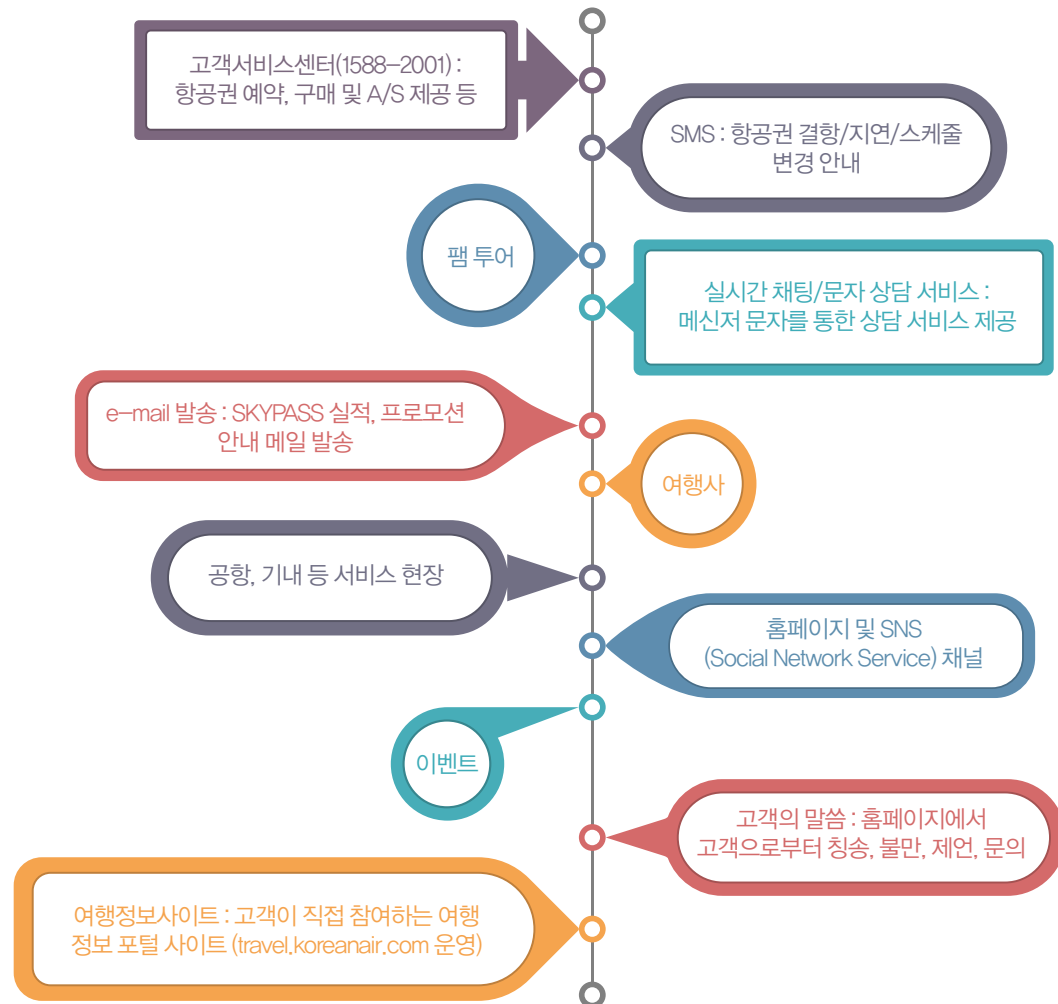 고객서비스센터(1588-2001) :
항공권 예약, 구매 및 A/S 제공 등
SMS : 항공권 결항/지연/스케줄
변경 안내
팸 투어
실시간 채팅/문자 상담 서비스 :
메신저 문자를 통한 상담 서비스 제공
e-mail 발송 : SKYPASS 실적, 프로모션
안내 메일 발송
여행사
공항, 기내 등 서비스 현장
홈페이지 및 SNS
(Social Network Service) 채널
이벤트
고객의 말씀 : 홈페이지에서
고객으로부터 칭송, 불만, 제언, 문의
여행정보사이트 : 고객이 직접 참여하는 여행
정보 포털 사이트 (travel.koreanair.com 운영)